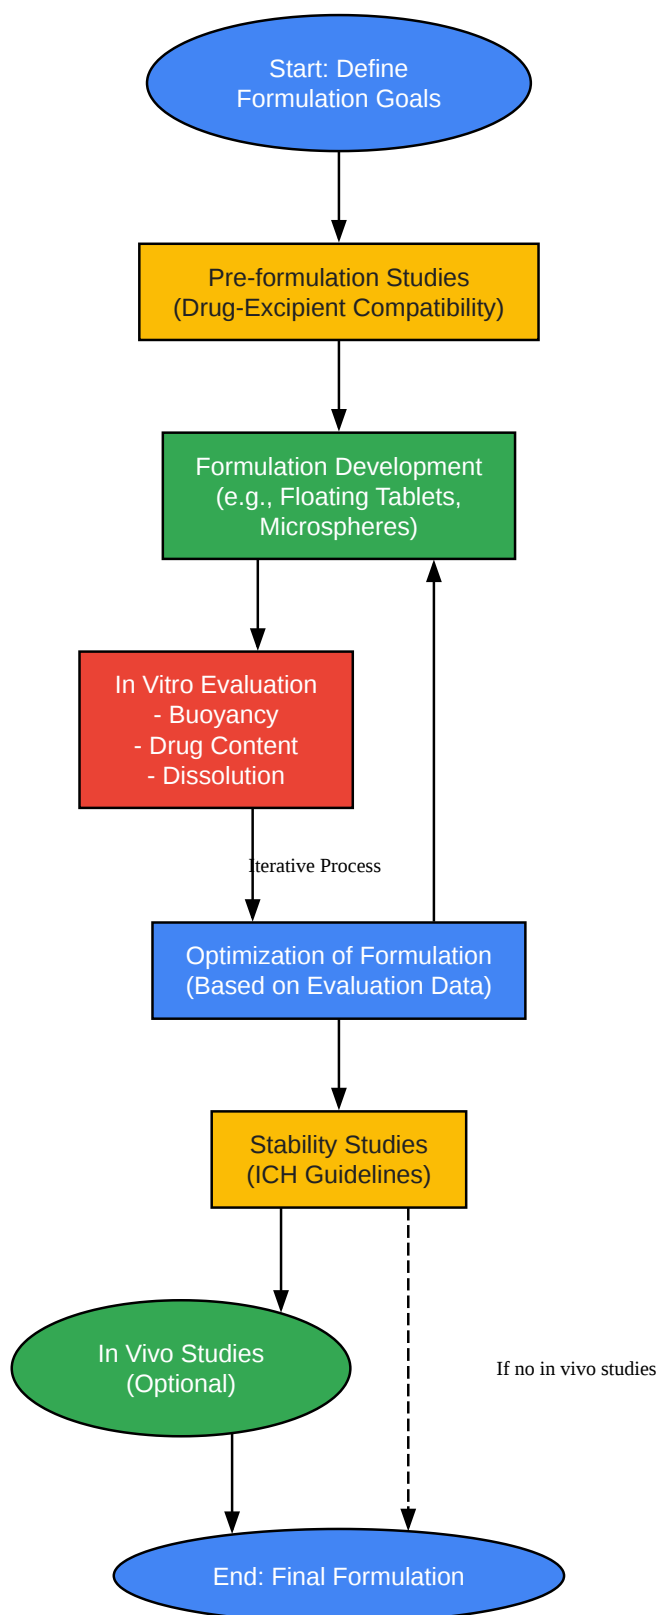 Start: Define
Formulation Goals
Pre-formulation Studies
(Drug-Excipient Compatibility)
Formulation Development
(e.g., Floating Tablets,
Microspheres)
In Vitro Evaluation
- Buoyancy
- Drug Content
- Dissolution
Iterative Process
Optimization of Formulation
(Based on Evaluation Data)
Stability Studies
(ICH Guidelines)
In Vivo Studies
(Optional)
If no in vivo studies
End: Final Formulation